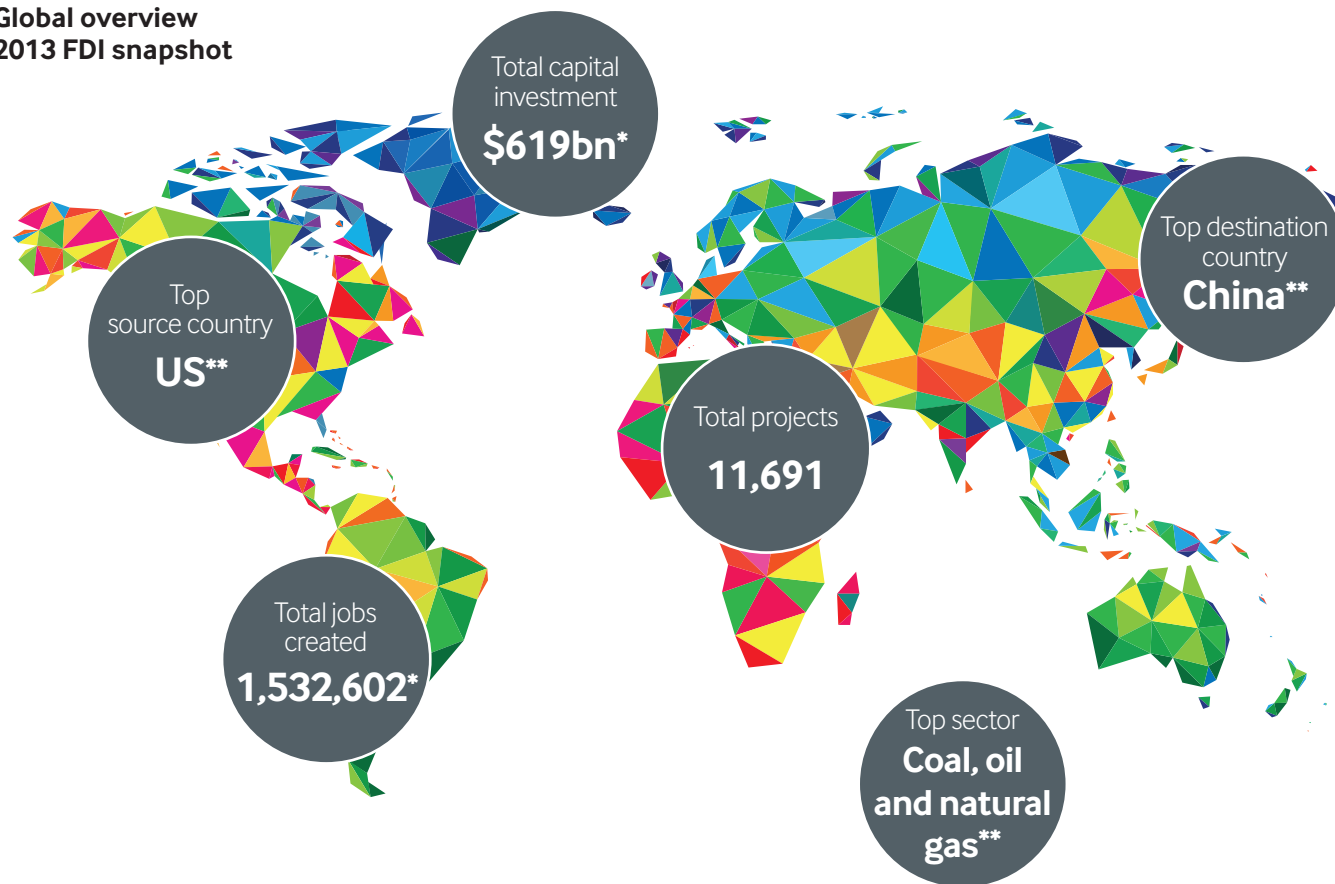 Global overview
2013 FDI snapshot
Total capital
investment
$619bn*
Top destination
country
China**
Top
source country
US**
Total projects
11,691
Total jobs
created
1,532,602*
Top sector
Coal, oil
and natural
gas**